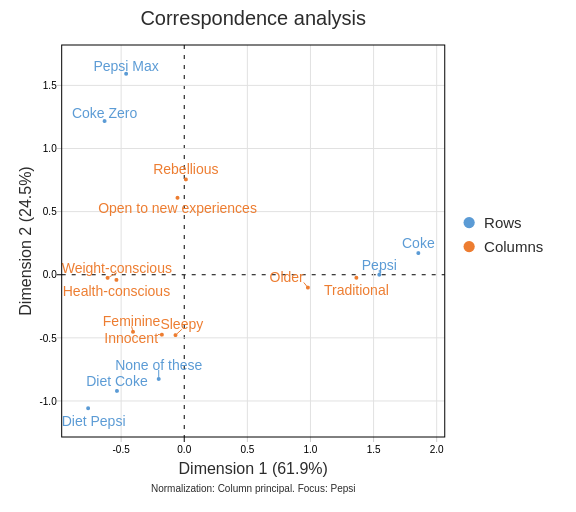 Correspondence analysis
Pepsi Max
Coke Zero
Rebellious
Open to new experiences
Coke
Pepsi
Weight-conscious
Older
Health-conscious
Traditional
Feminine
Sleepy
Innocent
None of these
Diet Coke
Diet Pepsi
1.5
1.0
0.5
0.0
-0.5
-1.0
Dimension 2 (24.5%)
-0.5 0.0 0.5 1.0 1.5 2.0
Dimension 1 (61.9%)
Normalization: Column principal. Focus: Pepsi
Rows
Columns